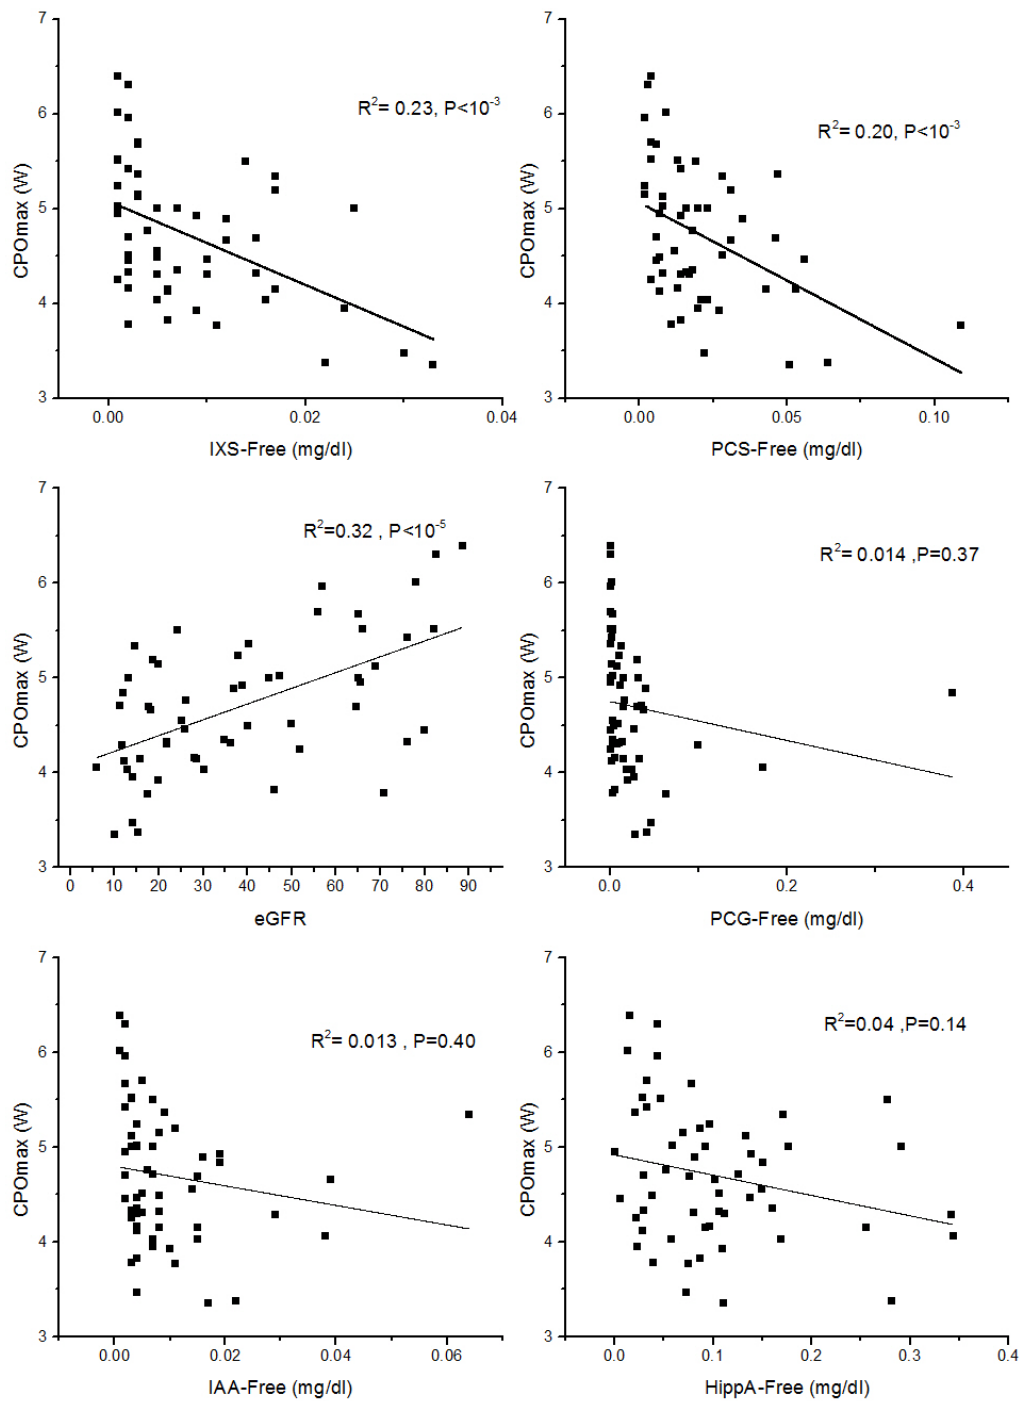 7
6
5
4
3
CPOmax (W)
R²= 0.23, P<10⁻³
0.00 0.02 0.04
IXS-Free (mg/dl)
7
6
5
4
3
CPOmax (W)
R²= 0.20, P<10⁻³
0.00 0.05 0.10
PCS-Free (mg/dl)
7
6
5
4
3
CPOmax (W)
R²=0.32 , P<10⁻⁵
0 10 20 30 40 50 60 70 80 90
eGFR
7
6
5
4
3
CPOmax (W)
R²= 0.014 ,P=0.37
0.0 0.2 0.4
PCG-Free (mg/dl)
7
6
5
4
3
CPOmax (W)
R²= 0.013 , P=0.40
0.00 0.02 0.04 0.06
IAA-Free (mg/dl)
7
6
5
4
3
CPOmax (W)
R²=0.04 ,P=0.14
0.0 0.1 0.2 0.3 0.4
HippA-Free (mg/dl)